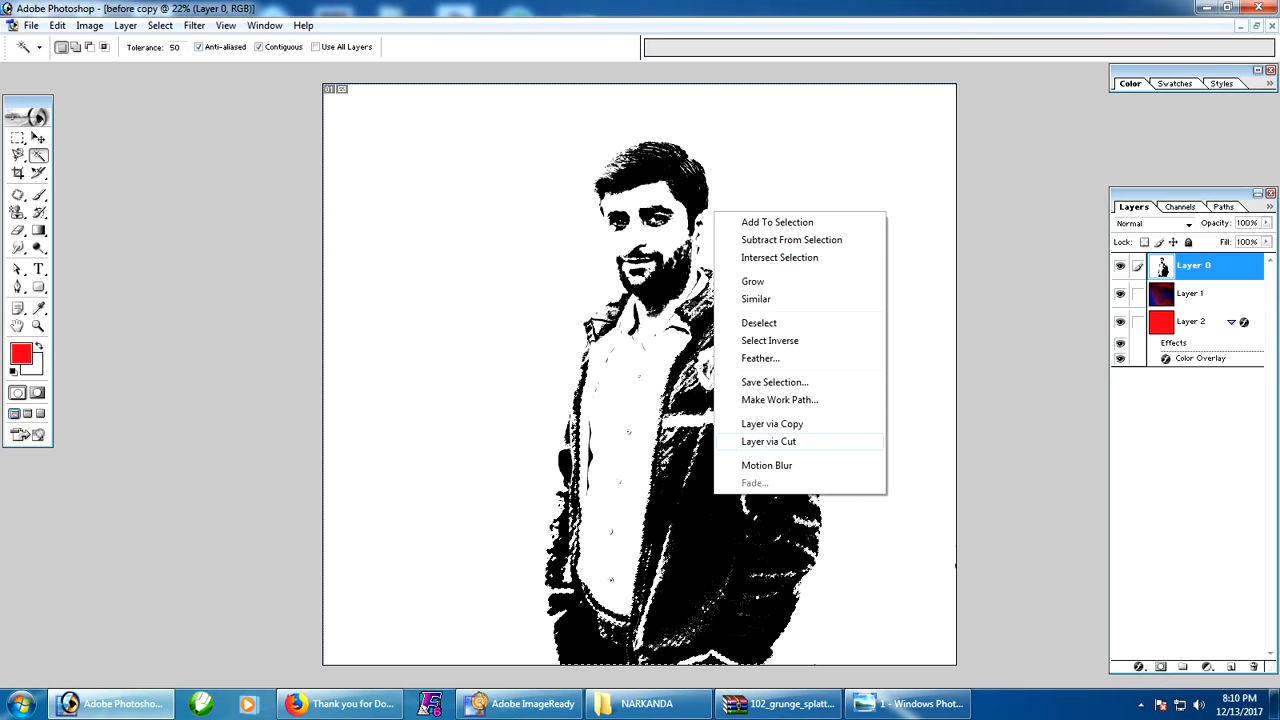 Adobe Photoshop - [before copy @ 22% (Layer 0, RGB)]
File Edit Image Layer Select Filter View Window Help
Tolerance: 50 Anti-aliased Contiguous Use All Layers
Color Swatches Styles
01
Layers Channels Paths
Normal Opacity: 100%
Lock: Fill: 100%
Layer 0
Layer 1
Layer 2
Effects
Color Overlay
Add To Selection
Subtract From Selection
Intersect Selection
Grow
Similar
Deselect
Select Inverse
Feather...
Save Selection...
Make Work Path...
Layer via Copy
Layer via Cut
Motion Blur
Fade...
Adobe Photosho... Thank you for Do... Adobe ImageReady NARKANDA 102_grunge_splatt... 1 - Windows Phot...
8:10 PM
12/13/2017